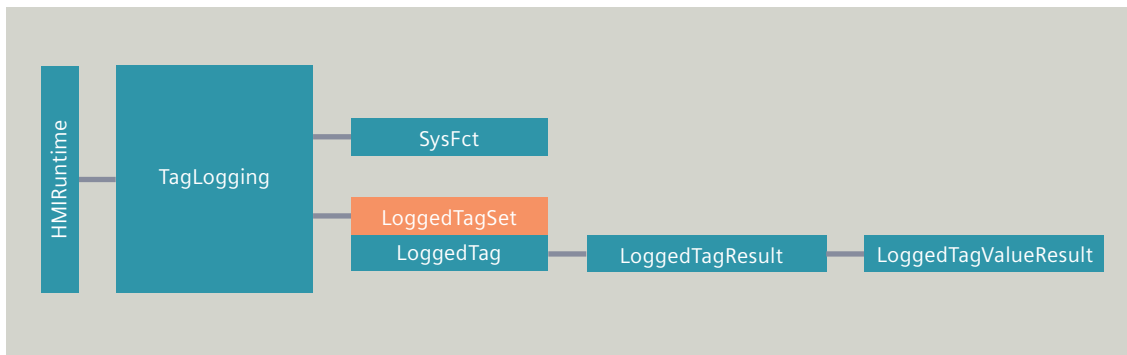 HMIRuntime
TagLogging
SysFct
LoggedTagSet
LoggedTag
LoggedTagResult
LoggedTagValueResult